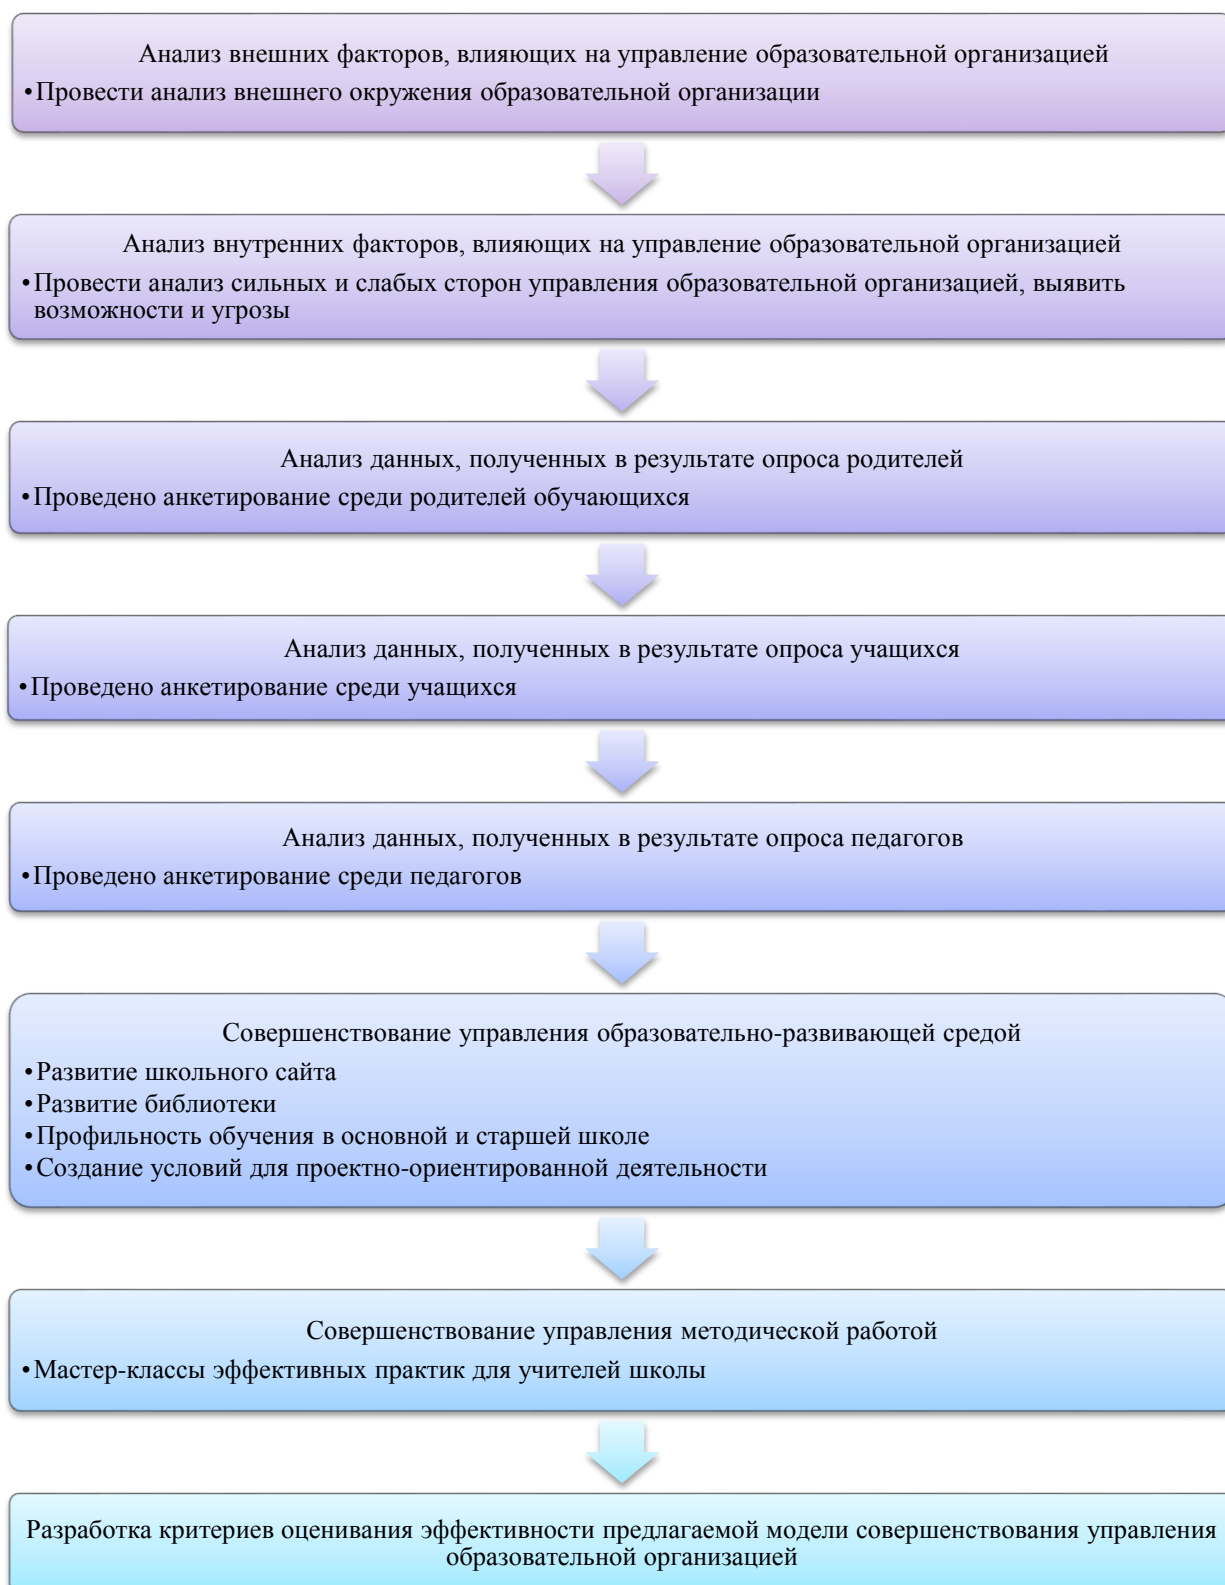 Анализ внешних факторов, влияющих на управление образовательной организацией
•Провести анализ внешнего окружения образовательной организации
Анализ внутренних факторов, влияющих на управление образовательной организацией
•Провести анализ сильных и слабых сторон управления образовательной организацией, выявить
возможности и угрозы
Анализ данных, полученных в результате опроса родителей
•Проведено анкетирование среди родителей обучающихся
Анализ данных, полученных в результате опроса учащихся
•Проведено анкетирование среди учащихся
Анализ данных, полученных в результате опроса педагогов
•Проведено анкетирование среди педагогов
Совершенствование управления образовательно-развивающей средой
•Развитие школьного сайта
•Развитие библиотеки
•Профильность обучения в основной и старшей школе
•Создание условий для проектно-ориентированной деятельности
Совершенствование управления методической работой
•Мастер-классы эффективных практик для учителей школы
Разработка критериев оценивания эффективности предлагаемой модели совершенствования управления
образовательной организацией